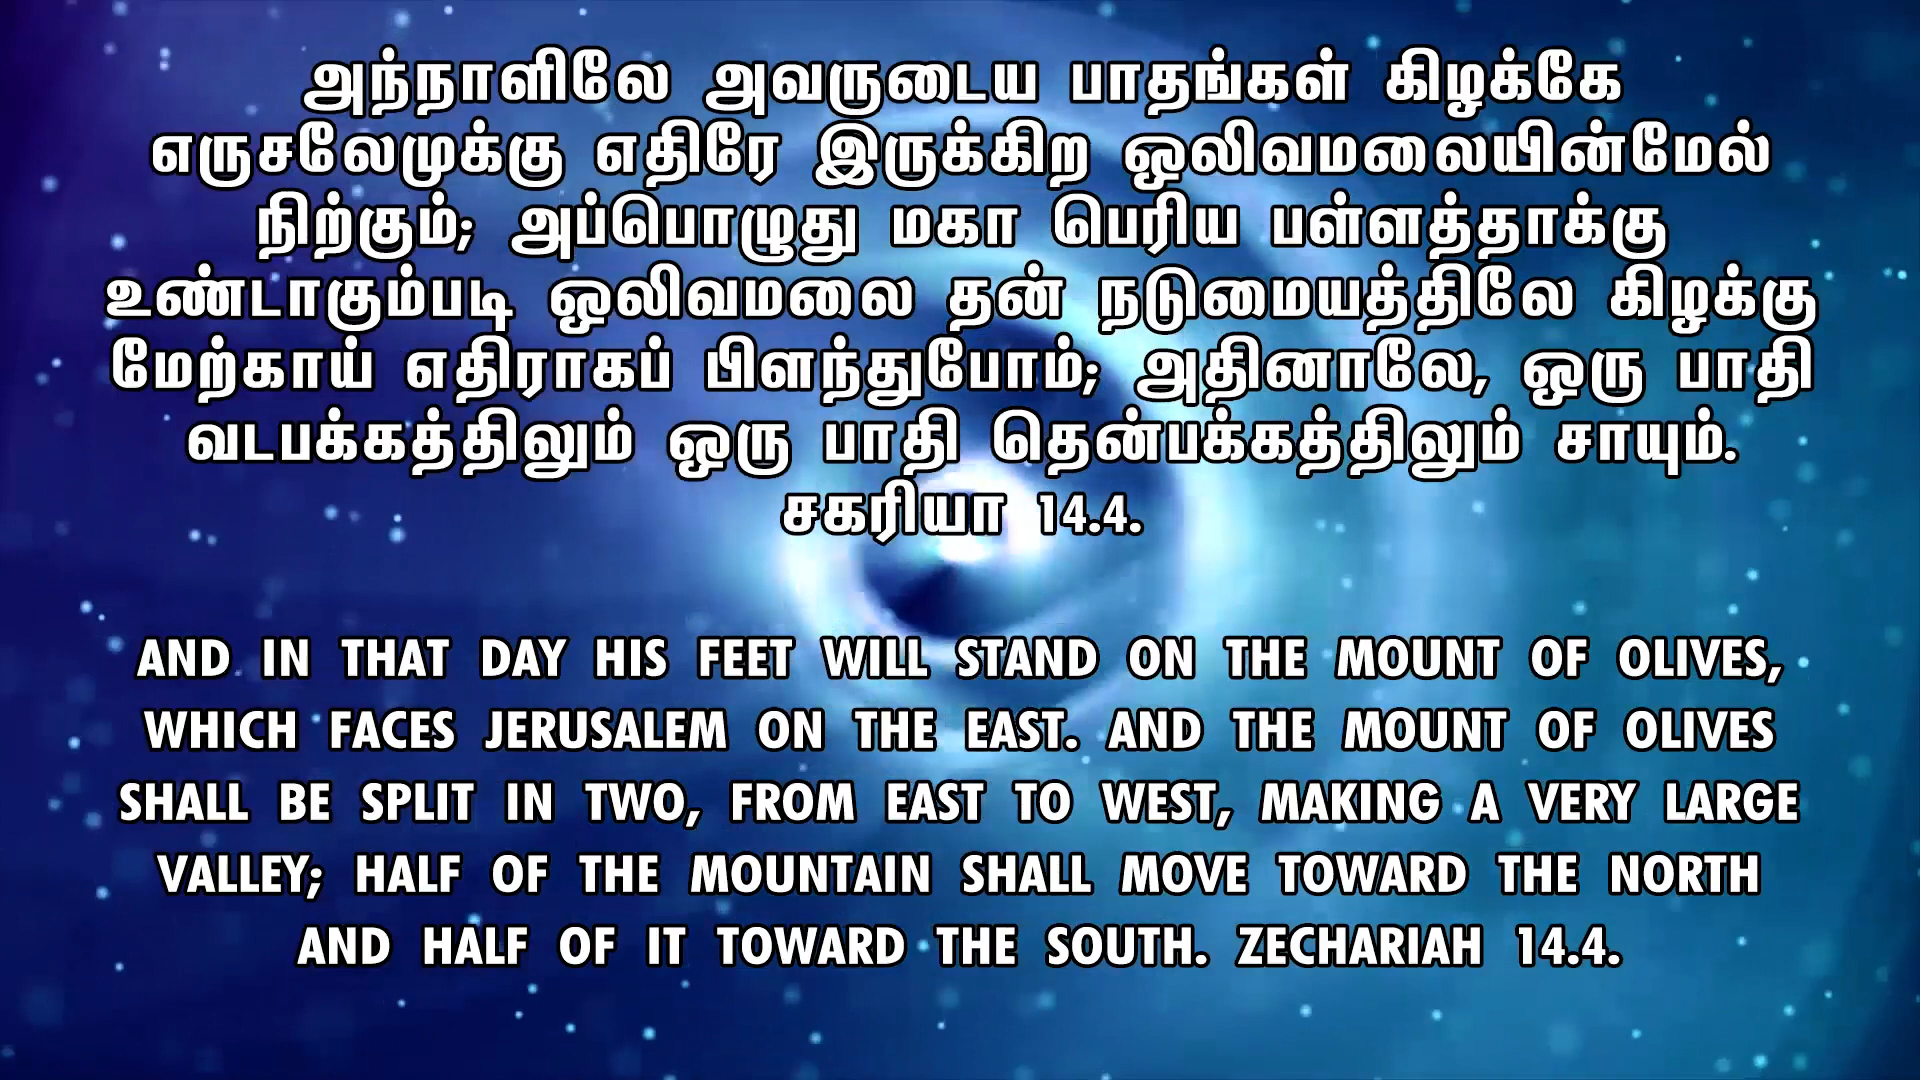 அந்நாளிலே அவருடைய பாதங்கள் கிழக்கே
எருசலேமுக்கு எதிரே இருக்கிற ஒலிவமலையின்மேல்
நிற்கும்; அப்பொழுது மகா பெரிய பள்ளத்தாக்கு
உண்டாகும்படி ஒலிவமலை தன் நடுமையத்திலே கிழக்கு
மேற்காய் எதிராகப் பிளந்துபோம்; அதினாலே, ஒரு பாதி
வடபக்கத்திலும் ஒரு பாதி தென்பக்கத்திலும் சாயும்.
சகரியா 14.4.
AND IN THAT DAY HIS FEET WILL STAND ON THE MOUNT OF OLIVES,
WHICH FACES JERUSALEM ON THE EAST. AND THE MOUNT OF OLIVES
SHALL BE SPLIT IN TWO, FROM EAST TO WEST, MAKING A VERY LARGE
VALLEY; HALF OF THE MOUNTAIN SHALL MOVE TOWARD THE NORTH
AND HALF OF IT TOWARD THE SOUTH. ZECHARIAH 14.4.